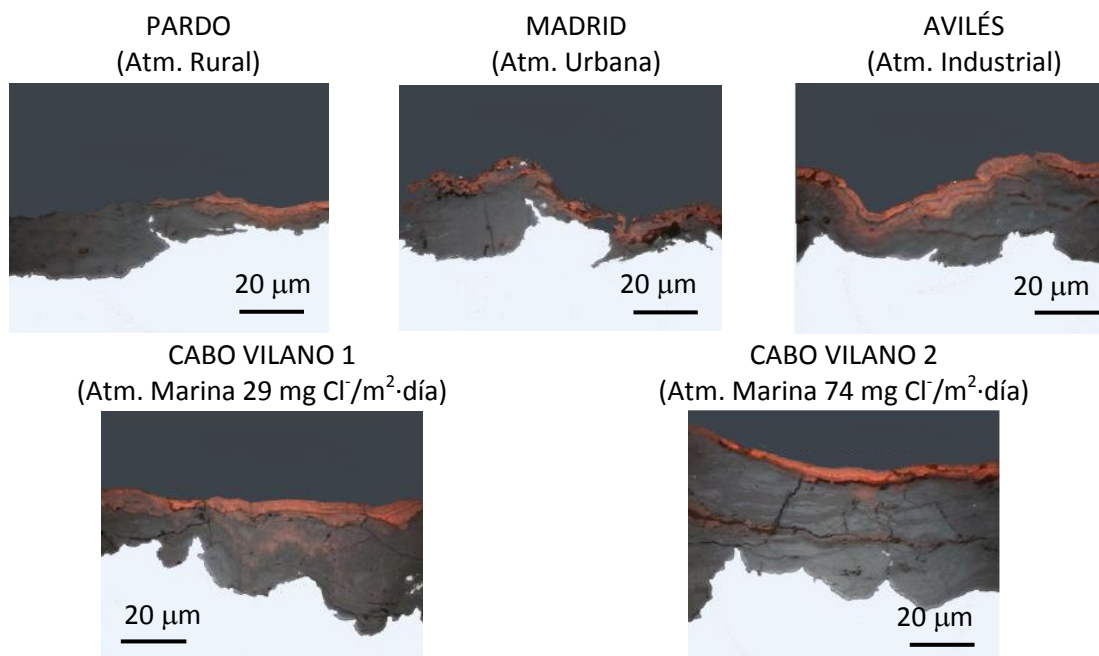 PARDO
(Atm. Rural)
MADRID
(Atm. Urbana)
AVILÉS
(Atm. Industrial)
20 μm
20 μm
20 μm
CABO VILANO 1
(Atm. Marina 29 mg Cl⁻/m²·día)
CABO VILANO 2
(Atm. Marina 74 mg Cl⁻/m²·día)
20 μm
20 μm